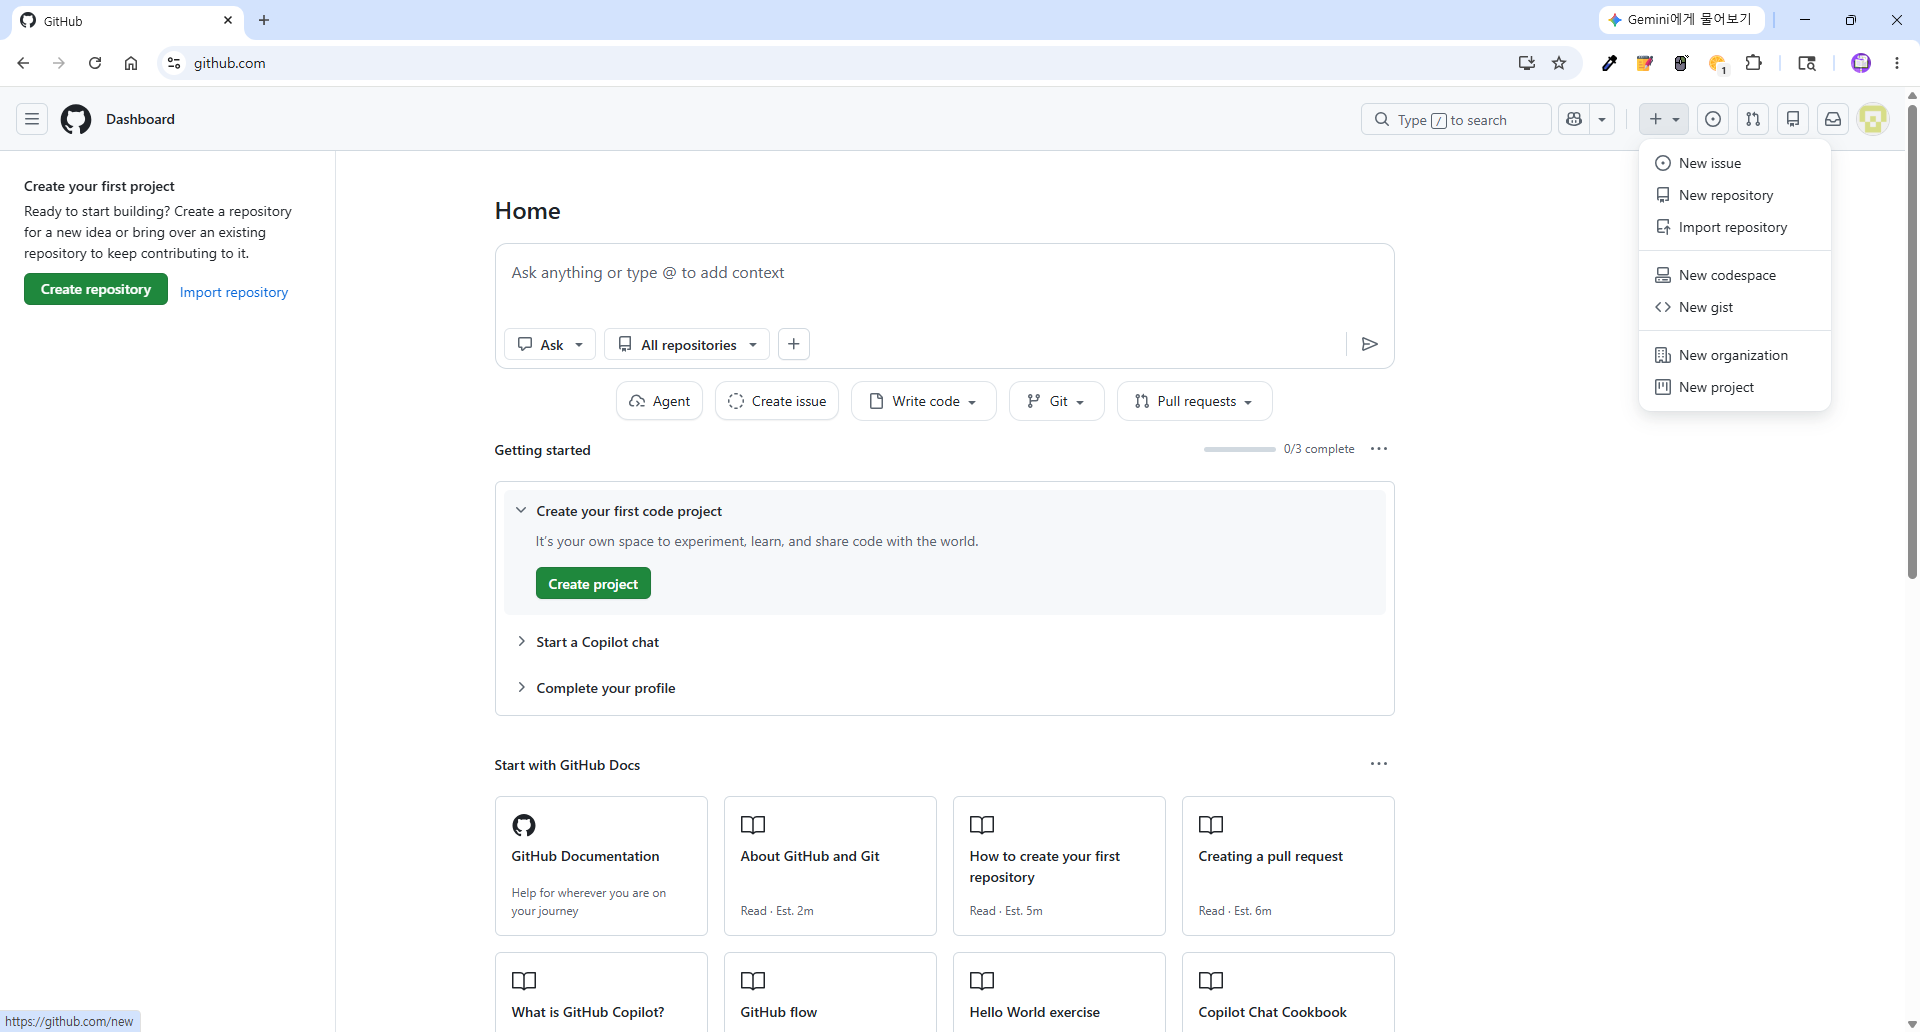 GitHub
Gemini에게 물어보기
github.com
1
Dashboard
Type / to search
New issue
New repository
Import repository
New codespace
New gist
New organization
New project
Create your first project
Ready to start building? Create a repository
for a new idea or bring over an existing
repository to keep contributing to it.
Create repository
Import repository
Home
Ask anything or type @ to add context
Ask
All repositories
Agent
Create issue
Write code
Git
Pull requests
Getting started
0/3 complete
Create your first code project
It's your own space to experiment, learn, and share code with the world.
Create project
Start a Copilot chat
Complete your profile
Start with GitHub Docs
GitHub Documentation
Help for wherever you are on
your journey
About GitHub and Git
Read · Est. 2m
How to create your first
repository
Read · Est. 5m
Creating a pull request
Read · Est. 6m
What is GitHub Copilot?
GitHub flow
Hello World exercise
Copilot Chat Cookbook
https://github.com/new